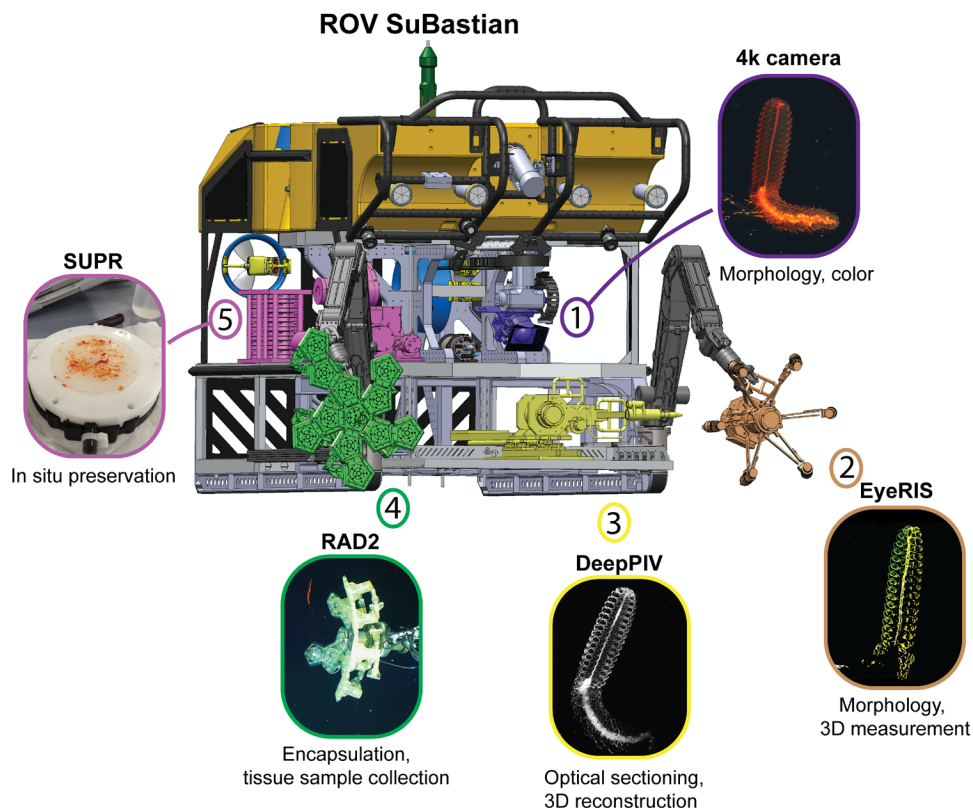 ROV SuBastian
4k camera
Morphology, color
1
SUPR
5
In situ preservation
2
EyeRIS
Morphology,
3D measurement
3
DeepPIV
Optical sectioning,
3D reconstruction
4
RAD2
Encapsulation,
tissue sample collection